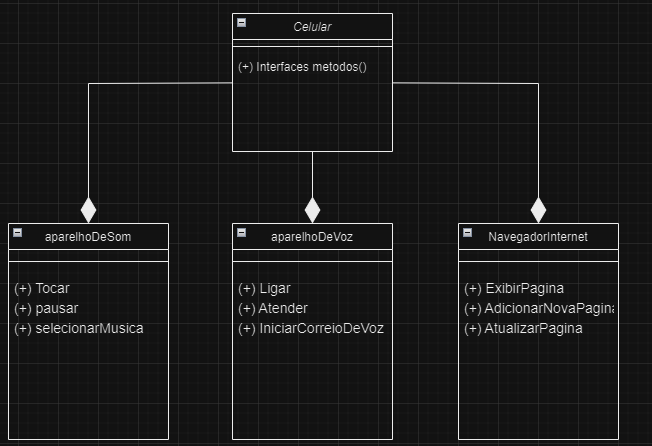 Celular
(+) Interfaces metodos()
aparelhoDeSom
(+) Tocar
(+) pausar
(+) selecionarMusica
aparelhoDeVoz
(+) Ligar
(+) Atender
(+) IniciarCorreioDeVoz
NavegadorInternet
(+) ExibirPagina
(+) AdicionarNovaPagina
(+) AtualizarPagina